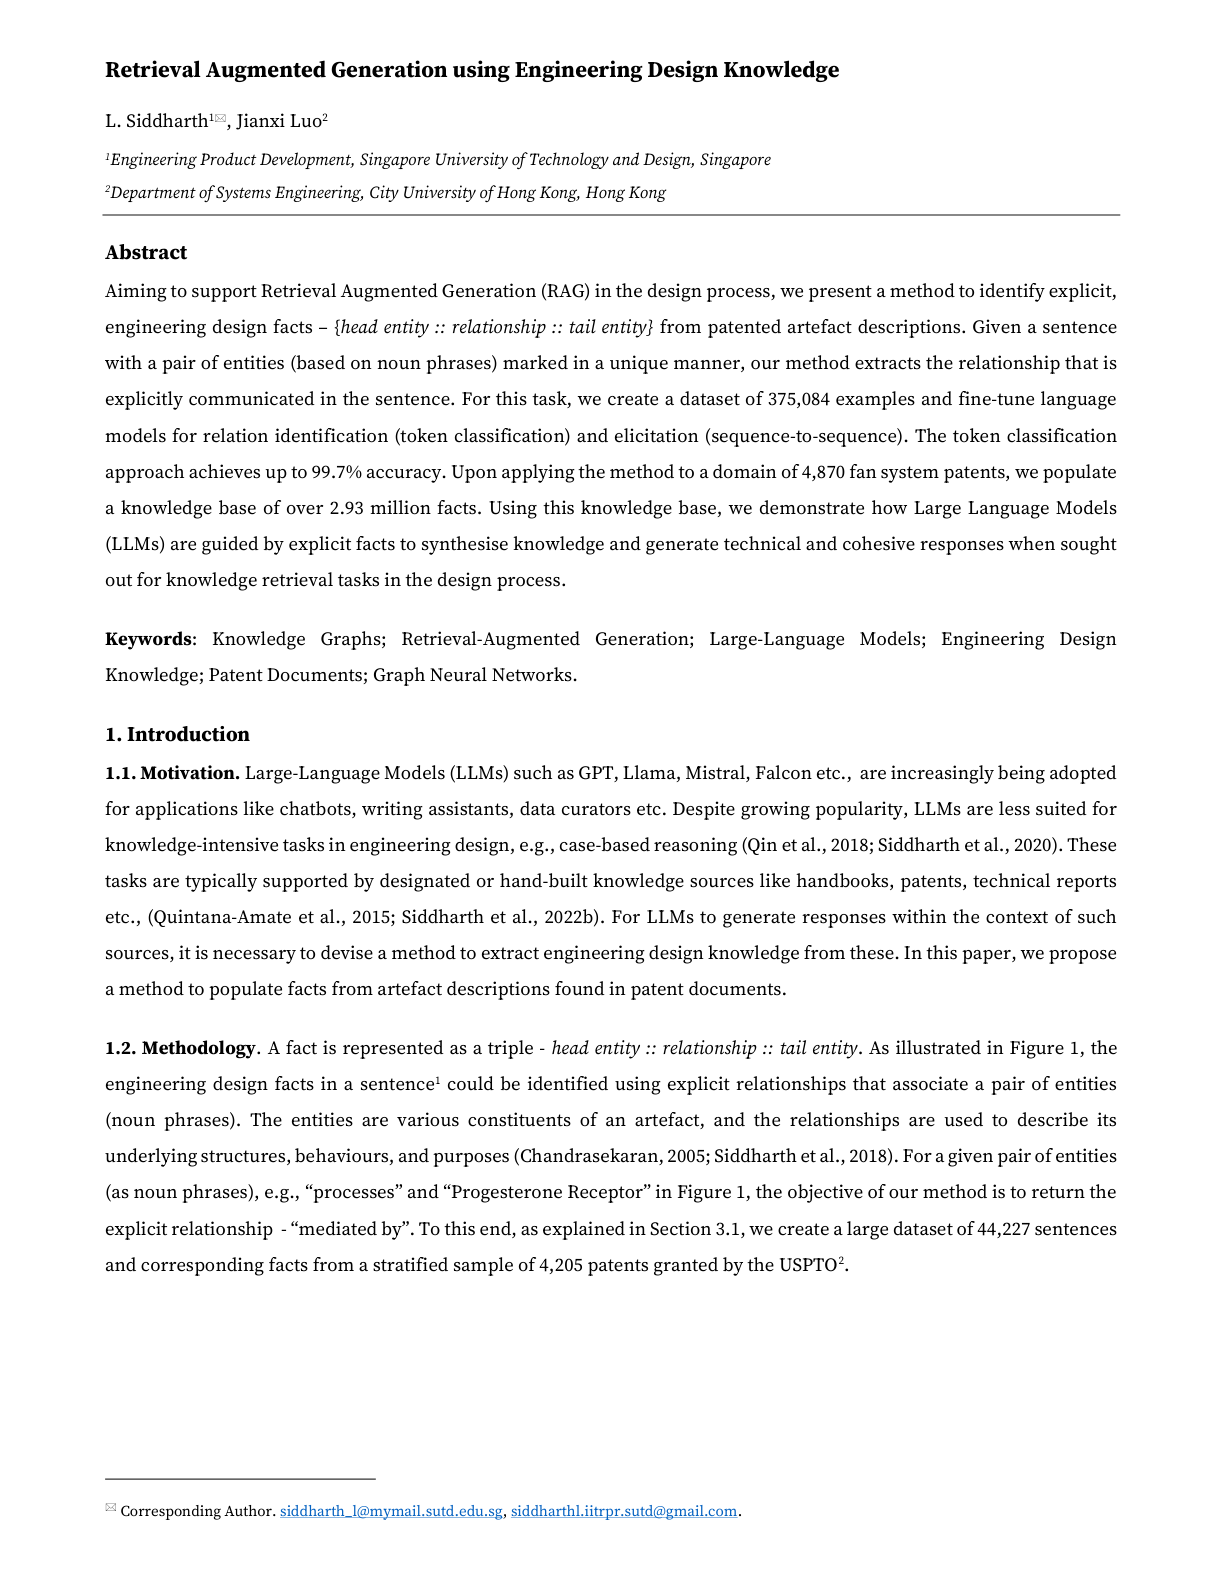 Retrieval Augmented Generation using Engineering Design Knowledge
L. Siddharth¹✉, Jianxi Luo²
¹Engineering Product Development, Singapore University of Technology and Design, Singapore
²Department of Systems Engineering, City University of Hong Kong, Hong Kong
Abstract
Aiming to support Retrieval Augmented Generation (RAG) in the design process, we present a method to identify explicit,
engineering design facts – {head entity :: relationship :: tail entity} from patented artefact descriptions. Given a sentence
with a pair of entities (based on noun phrases) marked in a unique manner, our method extracts the relationship that is
explicitly communicated in the sentence. For this task, we create a dataset of 375,084 examples and fine-tune language
models for relation identification (token classification) and elicitation (sequence-to-sequence). The token classification
approach achieves up to 99.7% accuracy. Upon applying the method to a domain of 4,870 fan system patents, we populate
a knowledge base of over 2.93 million facts. Using this knowledge base, we demonstrate how Large Language Models
(LLMs) are guided by explicit facts to synthesise knowledge and generate technical and cohesive responses when sought
out for knowledge retrieval tasks in the design process.
Keywords: Knowledge Graphs; Retrieval-Augmented Generation; Large-Language Models; Engineering Design
Knowledge; Patent Documents; Graph Neural Networks.
1. Introduction
1.1. Motivation. Large-Language Models (LLMs) such as GPT, Llama, Mistral, Falcon etc., are increasingly being adopted
for applications like chatbots, writing assistants, data curators etc. Despite growing popularity, LLMs are less suited for
knowledge-intensive tasks in engineering design, e.g., case-based reasoning (Qin et al., 2018; Siddharth et al., 2020). These
tasks are typically supported by designated or hand-built knowledge sources like handbooks, patents, technical reports
etc., (Quintana-Amate et al., 2015; Siddharth et al., 2022b). For LLMs to generate responses within the context of such
sources, it is necessary to devise a method to extract engineering design knowledge from these. In this paper, we propose
a method to populate facts from artefact descriptions found in patent documents.
1.2. Methodology. A fact is represented as a triple - head entity :: relationship :: tail entity. As illustrated in Figure 1, the
engineering design facts in a sentence¹ could be identified using explicit relationships that associate a pair of entities
(noun phrases). The entities are various constituents of an artefact, and the relationships are used to describe its
underlying structures, behaviours, and purposes (Chandrasekaran, 2005; Siddharth et al., 2018). For a given pair of entities
(as noun phrases), e.g., “processes” and “Progesterone Receptor” in Figure 1, the objective of our method is to return the
explicit relationship - “mediated by”. To this end, as explained in Section 3.1, we create a large dataset of 44,227 sentences
and corresponding facts from a stratified sample of 4,205 patents granted by the USPTO².
✉ Corresponding Author. siddharth_l@mymail.sutd.edu.sg, siddharthl.iitrpr.sutd@gmail.com.